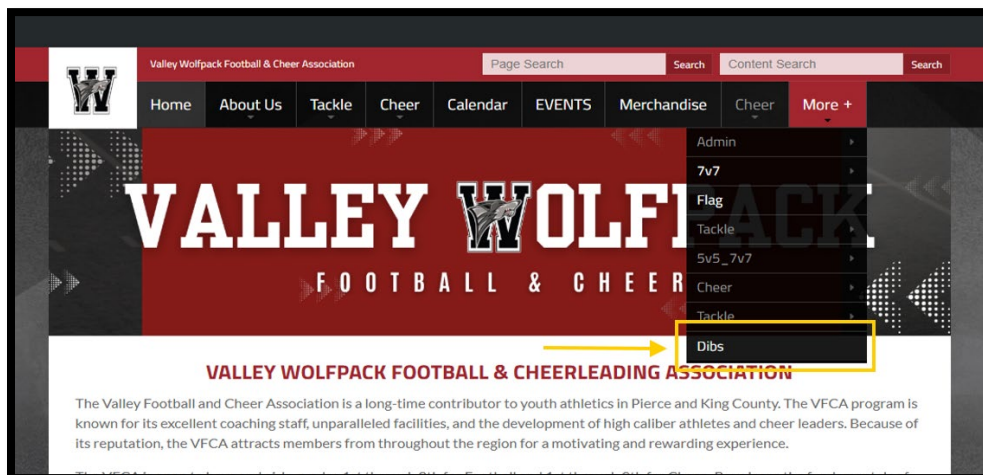 Valley Wolfpack Football & Cheer Association
Page Search
Search
Content Search
Search
W
Home
About Us
Tackle
Cheer
Calendar
EVENTS
Merchandise
Cheer
More +
Admin
7v7
Flag
Tackle
5v5_7v7
Cheer
Tackle
Dibs
VALLEY WOLFPACK
FOOTBALL & CHEER
VALLEY WOLFPACK FOOTBALL & CHEERLEADING ASSOCIATION
The Valley Football and Cheer Association is a long-time contributor to youth athletics in Pierce and King County. The VFCA program is
known for its excellent coaching staff, unparalleled facilities, and the development of high caliber athletes and cheer leaders. Because of
its reputation, the VFCA attracts members from throughout the region for a motivating and rewarding experience.